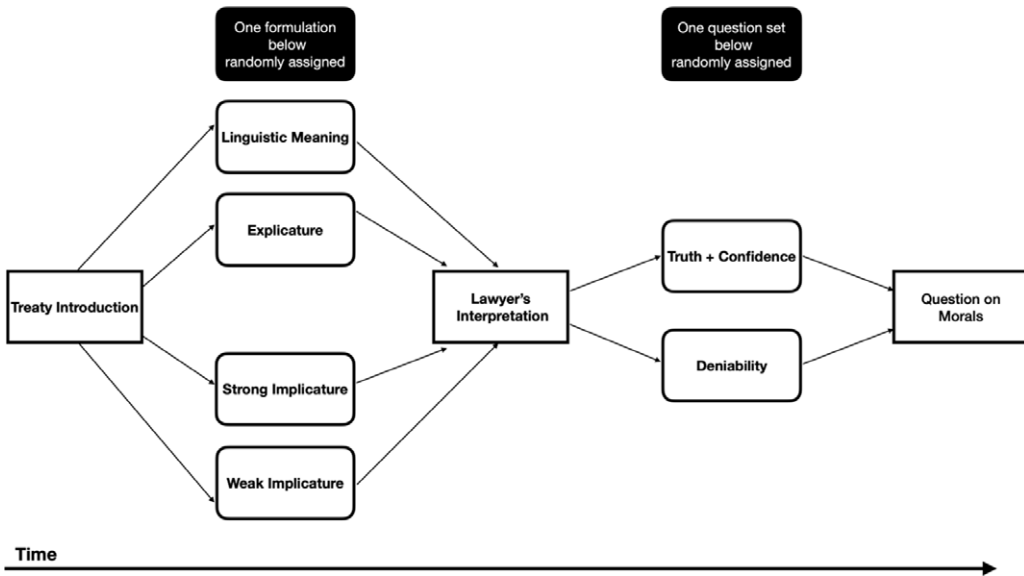 One formulation
below
randomly assigned
One question set
below
randomly assigned
Linguistic Meaning
Explicature
Truth + Confidence
Treaty Introduction
Lawyer's
Interpretation
Question on
Morals
Deniability
Strong Implicature
Weak Implicature
Time